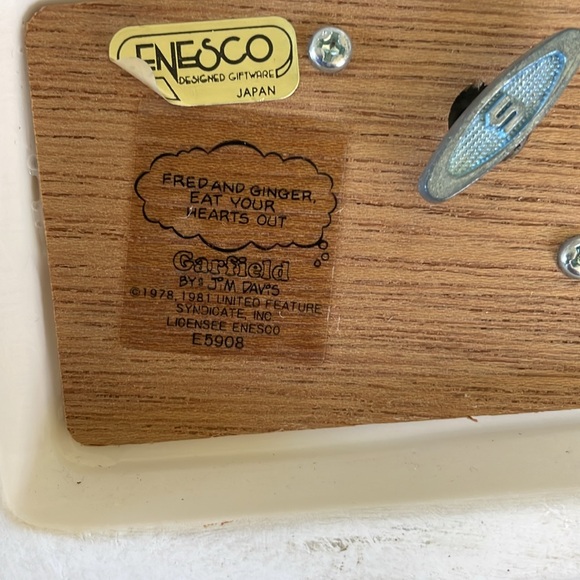 ENESCO
DESIGNED GIFTWARE
JAPAN
FRED AND GINGER,
EAT YOUR
HEARTS OUT
Garfield
BY: JIM DAVIS
©1978, 1981 UNITED FEATURE
SYNDICATE, INC
LICENSEE ENESCO
E5908
S